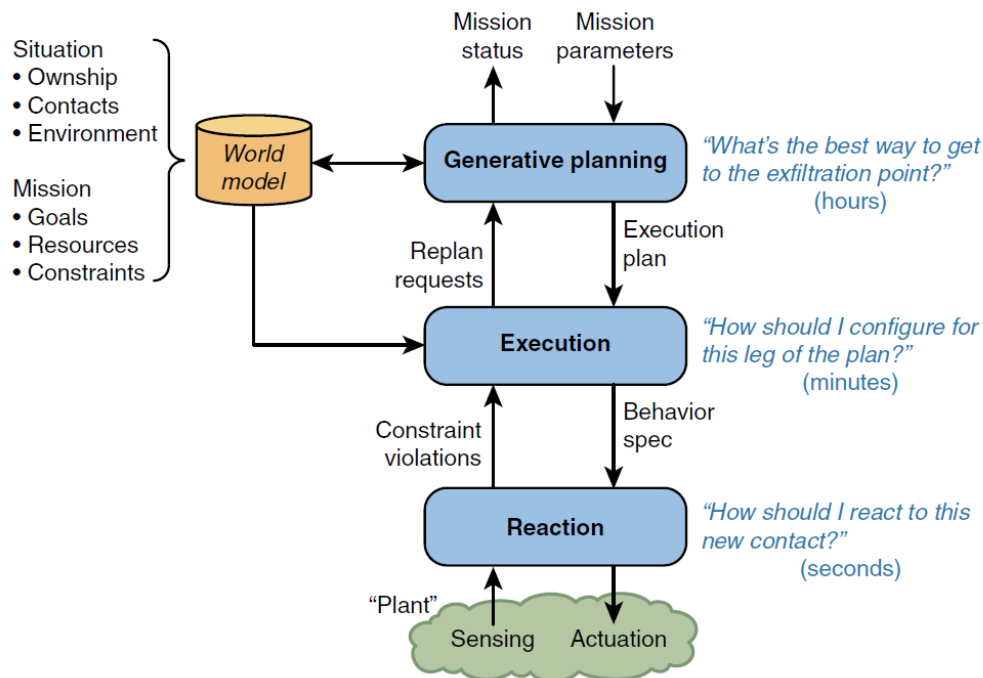 Mission
status
Mission
parameters
Situation
• Ownship
• Contacts
• Environment
Mission
• Goals
• Resources
• Constraints
World
model
Generative planning
“What’s the best way to get
to the exfiltration point?”
(hours)
Replan
requests
Execution
plan
Execution
“How should I configure for
this leg of the plan?”
(minutes)
Constraint
violations
Behavior
spec
Reaction
“How should I react to this
new contact?”
(seconds)
“Plant”
Sensing
Actuation